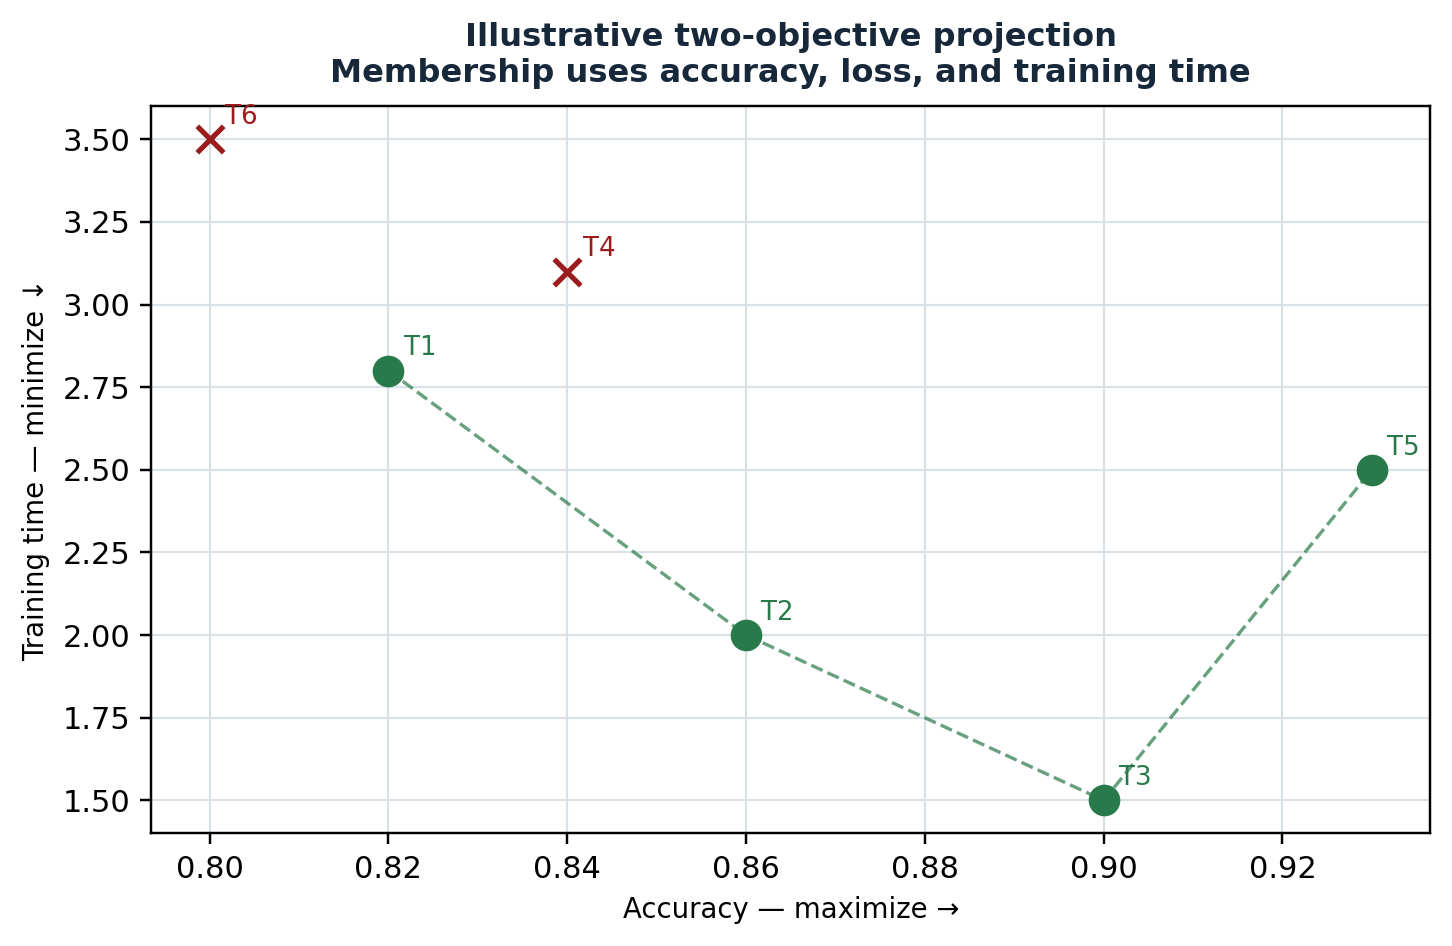 Illustrative two-objective projection
Membership uses accuracy, loss, and training time
T6
3.50
3.25
T4
3.00
T1
2.75
T5
2.50
2.25
T2
2.00
1.75
T3
1.50
Training time — minimize ↓
0.80 0.82 0.84 0.86 0.88 0.90 0.92
Accuracy — maximize →